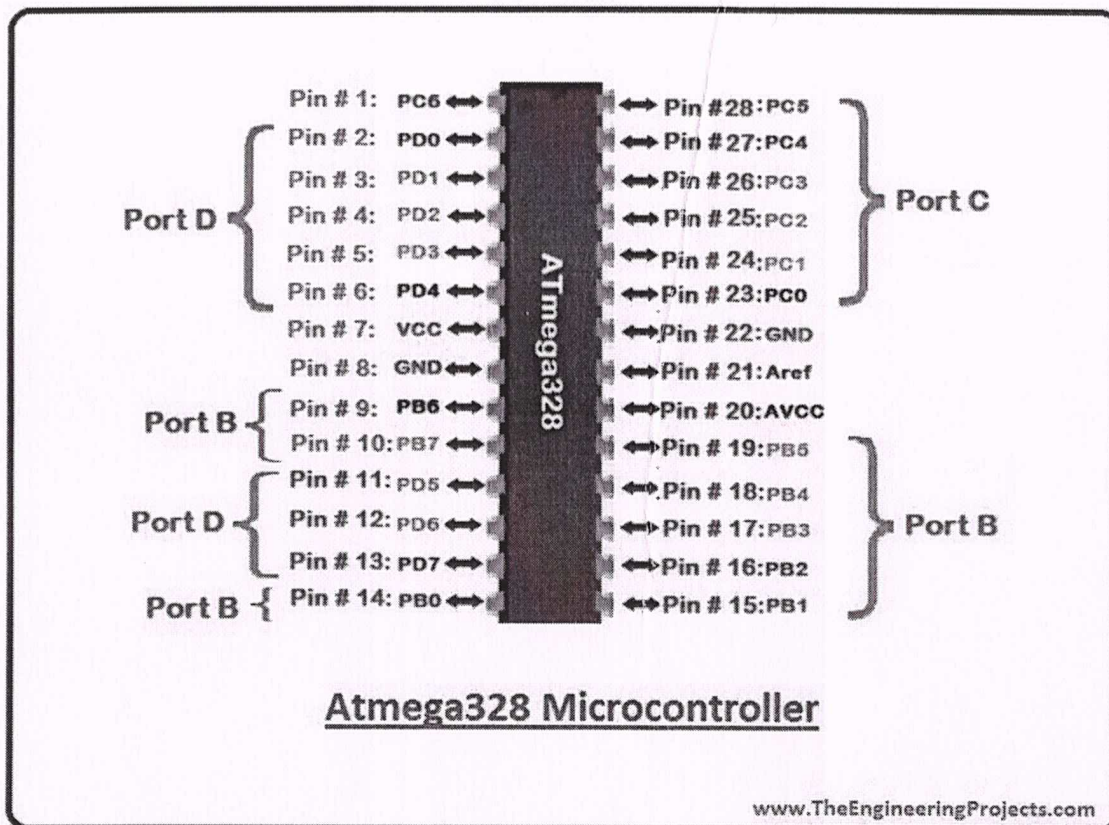 Pin # 1: PC6
Pin # 2: PD0
Pin # 3: PD1
Pin # 4: PD2
Pin # 5: PD3
Pin # 6: PD4
Port D
Pin # 7: VCC
Pin # 8: GND
Pin # 9: PB6
Pin # 10: PB7
Port B
Pin # 11: PD5
Pin # 12: PD6
Pin # 13: PD7
Port D
Pin # 14: PB0
Port B
ATmega328
Pin #28:PC5
Pin # 27:PC4
Pin # 26:PC3
Pin # 25:PC2
Pin # 24:PC1
Pin # 23:PC0
Port C
Pin # 22:GND
Pin # 21:Aref
Pin # 20:AVCC
Pin # 19:PB5
Pin # 18:PB4
Pin # 17:PB3
Pin # 16:PB2
Pin # 15:PB1
Port B
Atmega328 Microcontroller
www.TheEngineeringProjects.com